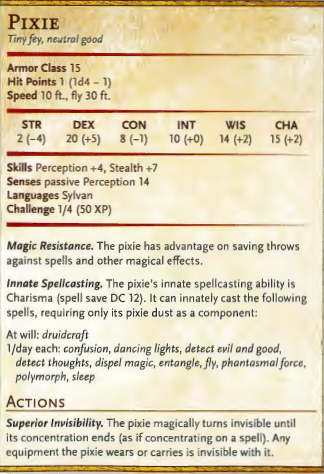 PIXIE
Tiny fey, neutral good
Armor Class 15
Hit Points 1 (1d4 – 1)
Speed 10 ft., fly 30 ft.
STR DEX CON INT WIS CHA
2 (–4) 20 (+5) 8 (–1) 10 (+0) 14 (+2) 15 (+2)
Skills Perception +4, Stealth +7
Senses passive Perception 14
Languages Sylvan
Challenge 1/4 (50 XP)
Magic Resistance. The pixie has advantage on saving throws
against spells and other magical effects.
Innate Spellcasting. The pixie's innate spellcasting ability is
Charisma (spell save DC 12). It can innately cast the following
spells, requiring only its pixie dust as a component:
At will: druidcraft
1/day each: confusion, dancing lights, detect evil and good,
detect thoughts, dispel magic, entangle, fly, phantasmal force,
polymorph, sleep
ACTIONS
Superior Invisibility. The pixie magically turns invisible until
its concentration ends (as if concentrating on a spell). Any
equipment the pixie wears or carries is invisible with it.